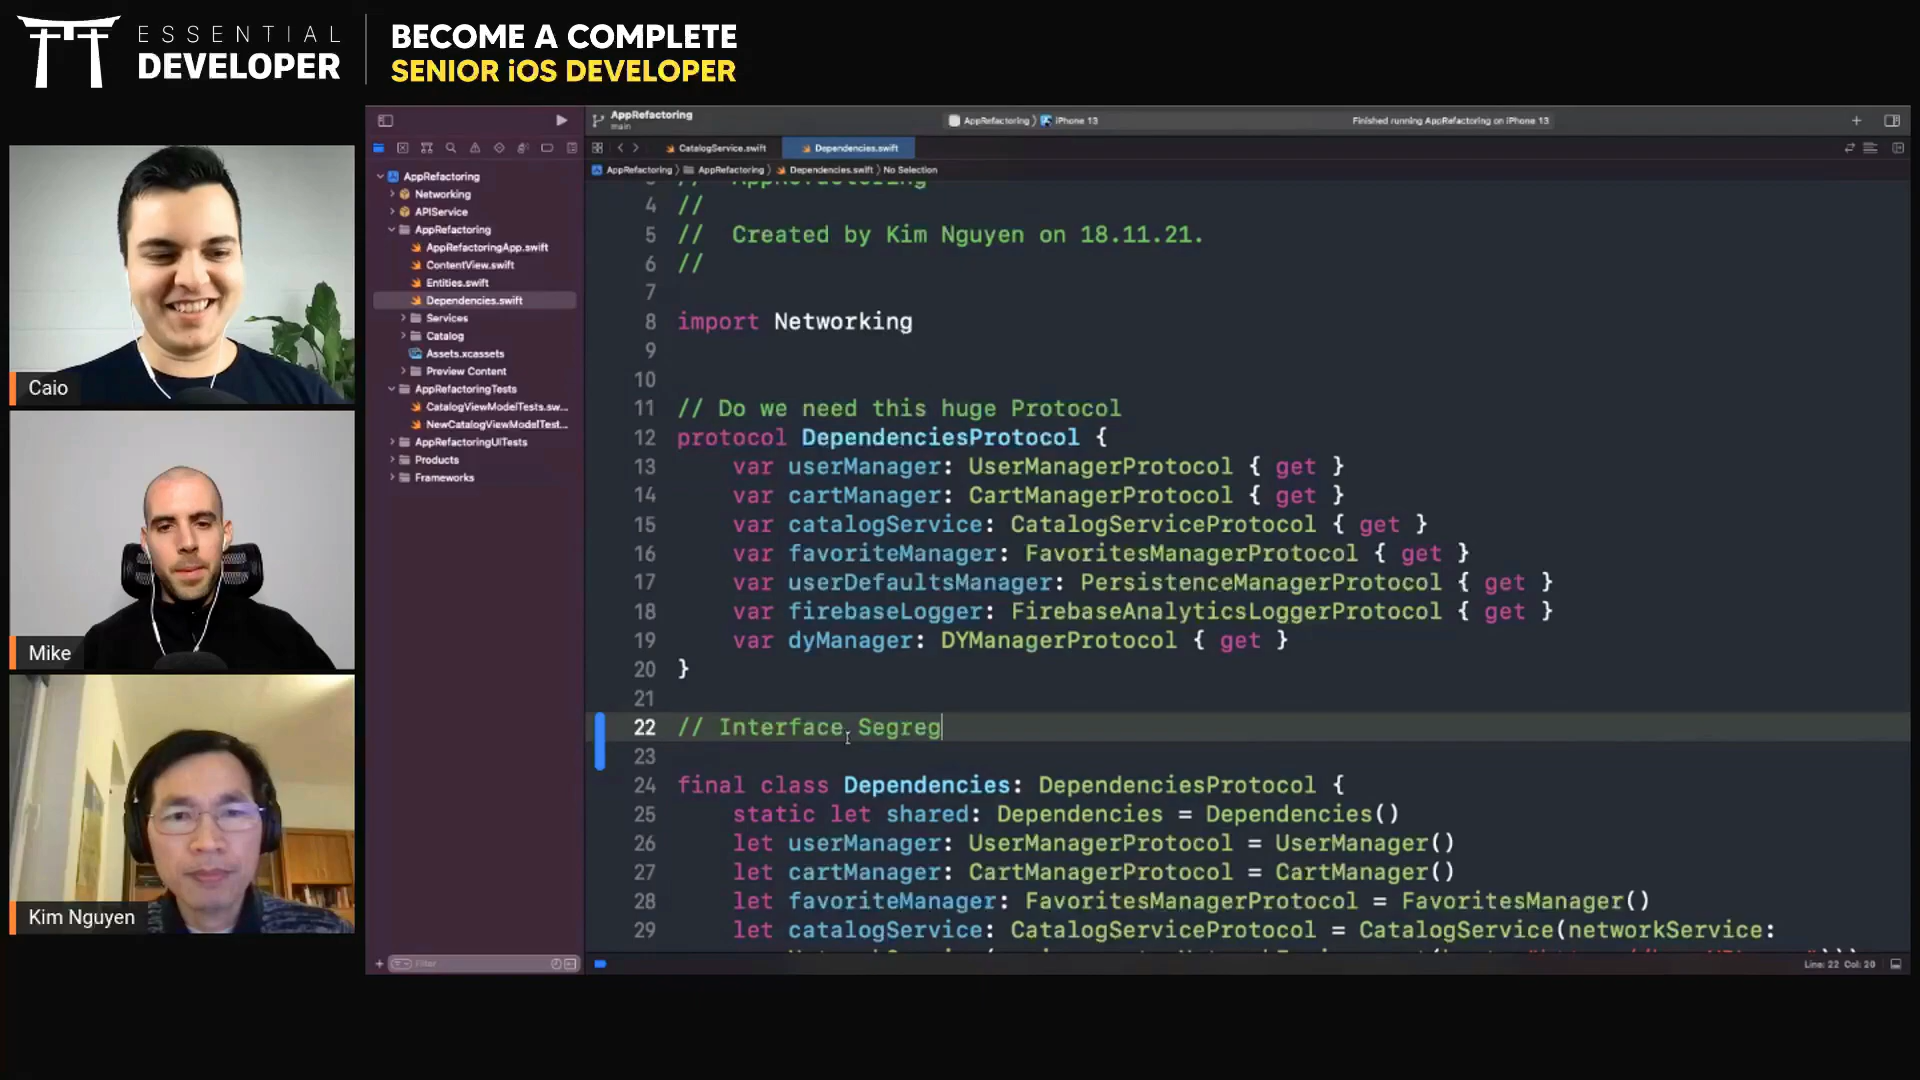 ESSENTIAL
DEVELOPER
BECOME A COMPLETE
SENIOR iOS DEVELOPER
Caio
Mike
Kim Nguyen
AppRefactoring
main
AppRefactoring ⟩ iPhone 13
Finished running AppRefactoring on iPhone 13
CatalogService.swift
Dependencies.swift
AppRefactoring ⟩ AppRefactoring ⟩ Dependencies.swift ⟩ No Selection
AppRefactoring
Networking
APIService
AppRefactoring
AppRefactoringApp.swift
ContentView.swift
Entities.swift
Dependencies.swift
Services
Catalog
Assets.xcassets
Preview Content
AppRefactoringTests
CatalogViewModelTests.sw...
NewCatalogViewModelTest...
AppRefactoringUITests
Products
Frameworks
Filter
// AppRefactoring
4 //
5 // Created by Kim Nguyen on 18.11.21.
6 //
7
8 import Networking
9
10
11 // Do we need this huge Protocol
12 protocol DependenciesProtocol {
13 var userManager: UserManagerProtocol { get }
14 var cartManager: CartManagerProtocol { get }
15 var catalogService: CatalogServiceProtocol { get }
16 var favoriteManager: FavoritesManagerProtocol { get }
17 var userDefaultsManager: PersistenceManagerProtocol { get }
18 var firebaseLogger: FirebaseAnalyticsLoggerProtocol { get }
19 var dyManager: DYManagerProtocol { get }
20 }
21
22 // Interface Segreg
23
24 final class Dependencies: DependenciesProtocol {
25 static let shared: Dependencies = Dependencies()
26 let userManager: UserManagerProtocol = UserManager()
27 let cartManager: CartManagerProtocol = CartManager()
28 let favoriteManager: FavoritesManagerProtocol = FavoritesManager()
29 let catalogService: CatalogServiceProtocol = CatalogService(networkService:
Line: 22 Col: 20